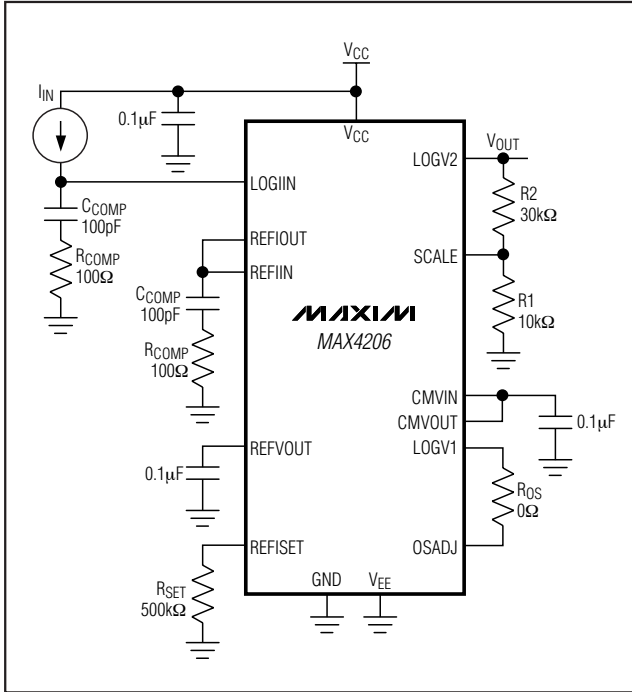 VCC
IIN
0.1μF
VCC
LOGV2
VOUT
R2
30kΩ
LOGIIN
CCOMP
100pF
RCOMP
100Ω
REFIOUT
REFIIN
SCALE
R1
10kΩ
CCOMP
100pF
RCOMP
100Ω
MAXIM
MAX4206
CMVIN
CMVOUT
0.1μF
LOGV1
REFVOUT
0.1μF
ROS
0Ω
REFISET
OSADJ
RSET
500kΩ
GND
VEE